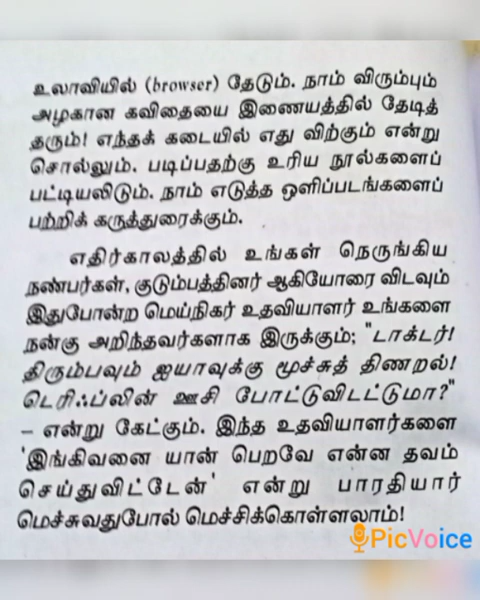 உலாவியில் (browser) தேடும். நாம் விரும்பும்
அழகான கவிதையை இணையத்தில் தேடித்
தரும்! எந்தக் கடையில் எது விற்கும் என்று
சொல்லும். படிப்பதற்கு உரிய நூல்களைப்
பட்டியலிடும். நாம் எடுத்த ஒளிப்படங்களைப்
பற்றிக் கருத்துரைக்கும்.
எதிர்காலத்தில் உங்கள் நெருங்கிய
நண்பர்கள், குடும்பத்தினர் ஆகியோரை விடவும்
இதுபோன்ற மெய்நிகர் உதவியாளர் உங்களை
நன்கு அறிந்தவர்களாக இருக்கும்; "டாக்டர்!
திரும்பவும் ஐயாவுக்கு மூச்சுத் திணறல்!
டெரிஃப்லின் ஊசி போட்டுவிடட்டுமா?"
– என்று கேட்கும். இந்த உதவியாளர்களை
'இங்கிவனை யான் பெறவே என்ன தவம்
செய்துவிட்டேன்' என்று பாரதியார்
மெச்சுவதுபோல் மெச்சிக்கொள்ளலாம்!
PicVoice